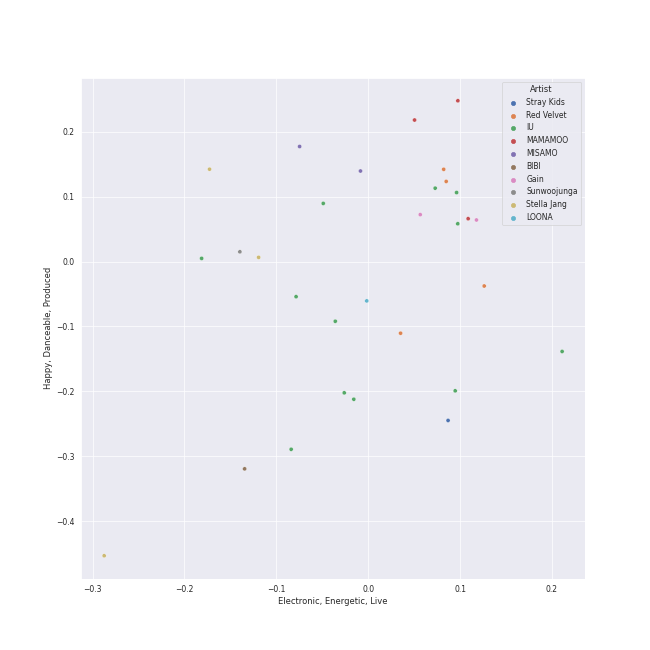 Artist
Stray Kids
Red Velvet
IU
MAMAMOO
MISAMO
BIBI
Gain
Sunwoojunga
Stella Jang
LOONA
0.2
0.1
0.0
−0.1
−0.2
−0.3
−0.4
Happy, Danceable, Produced
−0.3 −0.2 −0.1 0.0 0.1 0.2
Electronic, Energetic, Live